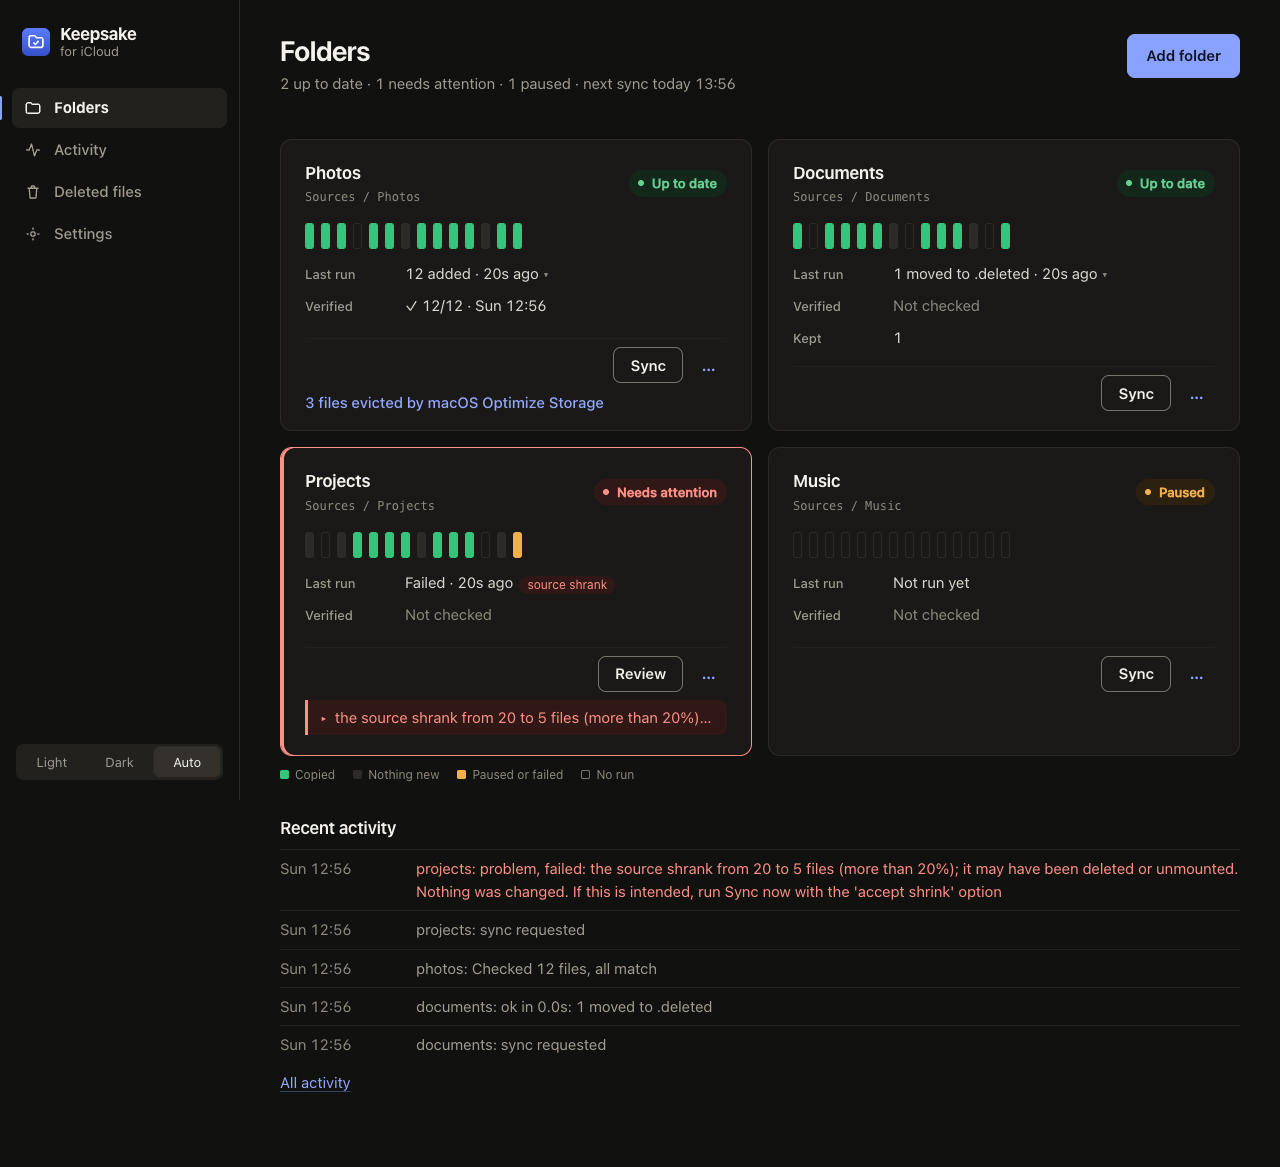 Keepsake
for iCloud
Folders
Activity
Deleted files
Settings
Light
Dark
Auto
Folders
2 up to date · 1 needs attention · 1 paused · next sync today 13:56
Add folder
Photos
Sources / Photos
Up to date
Last run
12 added · 20s ago ▾
Verified
✓ 12/12 · Sun 12:56
Sync
...
3 files evicted by macOS Optimize Storage
Documents
Sources / Documents
Up to date
Last run
1 moved to .deleted · 20s ago ▾
Verified
Not checked
Kept
1
Sync
...
Projects
Sources / Projects
Needs attention
Last run
Failed · 20s ago source shrank
Verified
Not checked
Review
...
▸ the source shrank from 20 to 5 files (more than 20%)...
Music
Sources / Music
Paused
Last run
Not run yet
Verified
Not checked
Sync
...
Copied
Nothing new
Paused or failed
No run
Recent activity
Sun 12:56
projects: problem, failed: the source shrank from 20 to 5 files (more than 20%); it may have been deleted or unmounted.
Nothing was changed. If this is intended, run Sync now with the 'accept shrink' option
Sun 12:56
projects: sync requested
Sun 12:56
photos: Checked 12 files, all match
Sun 12:56
documents: ok in 0.0s: 1 moved to .deleted
Sun 12:56
documents: sync requested
All activity